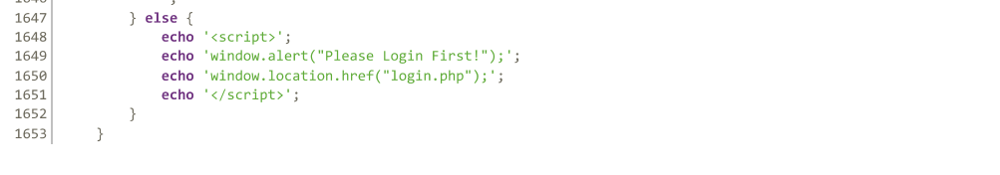 1647         } else {
1648             echo '<script>';
1649             echo 'window.alert("Please Login First!");';
1650             echo 'window.location.href("login.php");';
1651             echo '</script>';
1652         }
1653     }